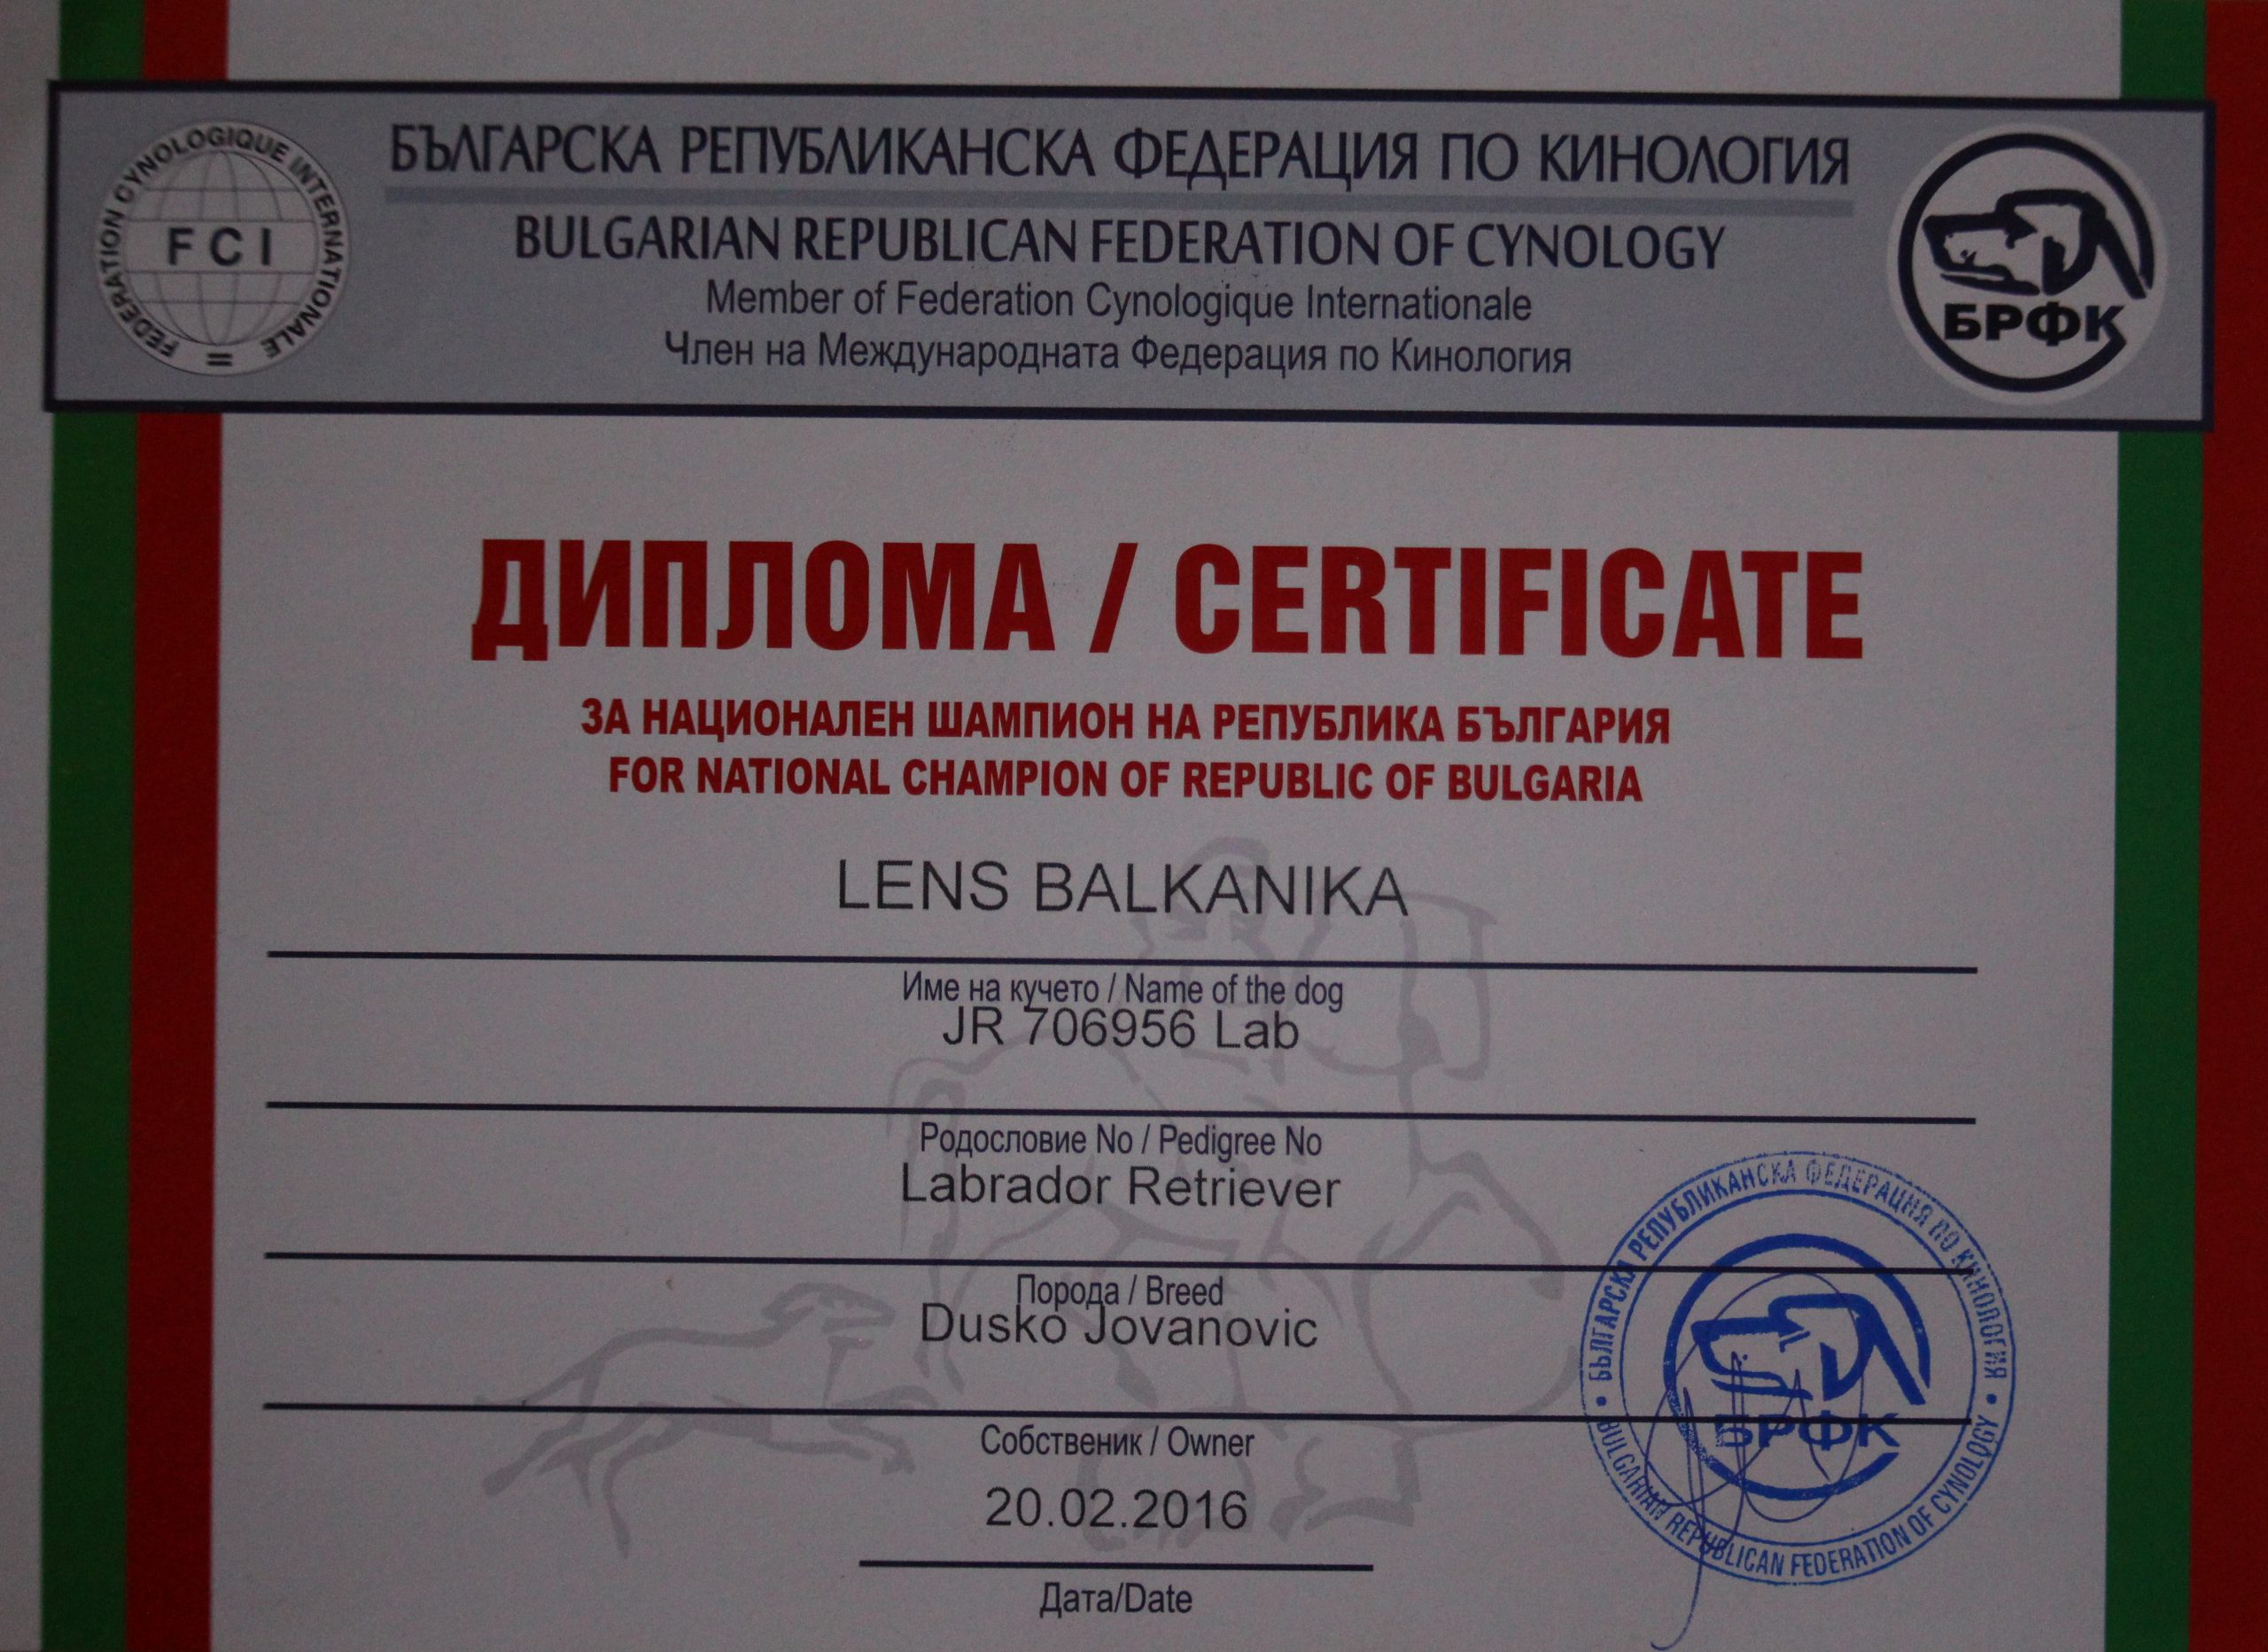 FEDERATION CYNOLOGIQUE INTERNATIONALE
FCI
БЪЛГАРСКА РЕПУБЛИКАНСКА ФЕДЕРАЦИЯ ПО КИНОЛОГИЯ
BULGARIAN REPUBLICAN FEDERATION OF CYNOLOGY
Member of Federation Cynologique Internationale
Член на Международната Федерация по Кинология
БРФК
ДИПЛОМА / CERTIFICATE
ЗА НАЦИОНАЛЕН ШАМПИОН НА РЕПУБЛИКА БЪЛГАРИЯ
FOR NATIONAL CHAMPION OF REPUBLIC OF BULGARIA
LENS BALKANIKA
Име на кучето / Name of the dog
JR 706956 Lab
Родословие No / Pedigree No
Labrador Retriever
Порода / Breed
Dusko Jovanovic
Собственик / Owner
20.02.2016
Дата/Date
БЪЛГАРСКА РЕПУБЛИКАНСКА ФЕДЕРАЦИЯ ПО КИНОЛОГИЯ
БРФК
BULGARIAN REPUBLICAN FEDERATION OF CYNOLOGY